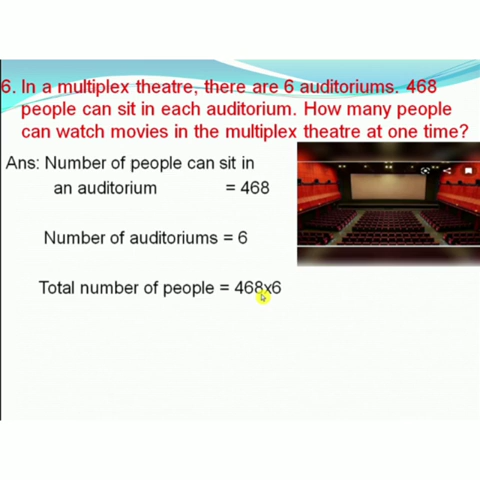 6. In a multiplex theatre, there are 6 auditoriums. 468
people can sit in each auditorium. How many people
can watch movies in the multiplex theatre at one time?
Ans: Number of people can sit in
an auditorium = 468
Number of auditoriums = 6
Total number of people = 468x6